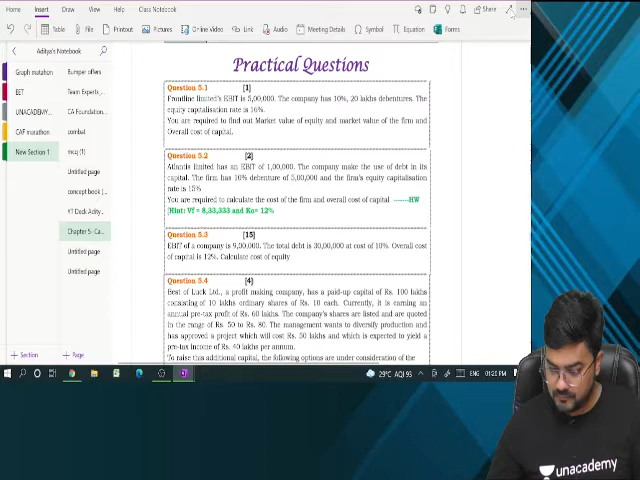 Home Insert Draw View Help Class Notebook Share
Table File Printout Pictures Online video Link Audio Meeting Details Symbol Equation Forms
Aditya's Notebook
Graph matahon
EET
UNACADEMY...
CAF marathon
New Section 1
Bumper offers
Team Experts_
CA Foundation...
combat
mcq (1)
Untitled page
concept book (...
YT Deck Adity...
Chapter 5- Ca...
Untitled page
Untitled page
+ Section + Page
Practical Questions
Question 5.1 [1]
Frontline limited's EBIT is 5,00,000. The company has 10%, 20 lakhs debentures. The
equity capitalisation rate is 16%.
You are required to find out Market value of equity and market value of the firm and
Overall cost of capital.
Question 5.2 [2]
Atlantis limited has an EBIT of 1,00,000. The company make the use of debt in its
capital. The firm has 10% debenture of 5,00,000 and the firm's equity capitalisation
rate is 15%
You are required to calculate the cost of the firm and overall cost of capital -------HW
[Hint: Vf = 8,33,333 and Ko= 12%
Question 5.3 [15]
EBIT of a company is 9,00,000. The total debt is 30,00,000 at cost of 10%. Overall cost
of capital is 12%. Calculate cost of equity
Question 5.4 [4]
Best of Luck Ltd., a profit making company, has a paid-up capital of Rs. 100 lakhs
consisting of 10 lakhs ordinary shares of Rs. 10 each. Currently, it is earning an
annual pre-tax profit of Rs. 60 lakhs. The company's shares are listed and are quoted
in the range of Rs. 50 to Rs. 80. The management wants to diversify production and
has approved a project which will cost Rs. 50 lakhs and which is expected to yield a
pre-tax income of Rs. 40 lakhs per annum.
To raise this additional capital, the following options are under consideration of the
29°C AQI 93 ENG 01:20 PM
unacademy